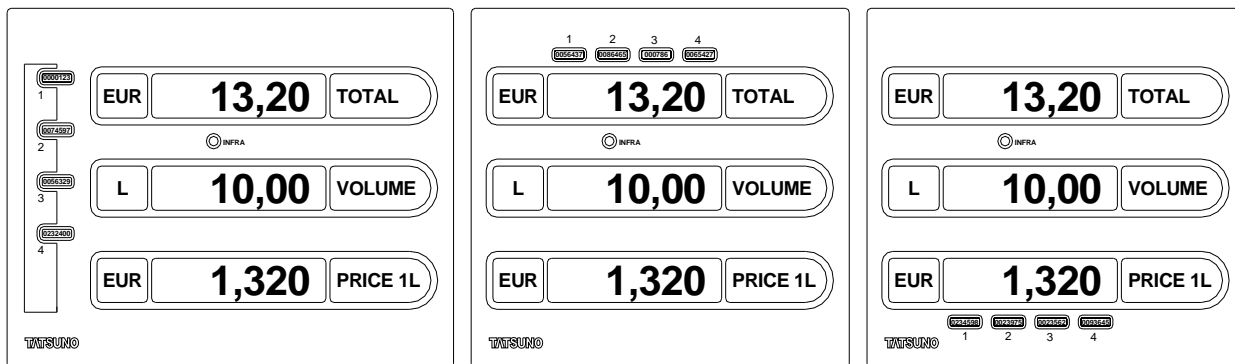 0000123
1
EUR 13,20 TOTAL
INFRA
0074597
2
L 10,00 VOLUME
0056329
3
0232400
4
EUR 1,320 PRICE 1L
TATSUNO
1 2 3 4
0056437 0086465 000786 0065427
EUR 13,20 TOTAL
INFRA
L 10,00 VOLUME
EUR 1,320 PRICE 1L
TATSUNO
EUR 13,20 TOTAL
INFRA
L 10,00 VOLUME
EUR 1,320 PRICE 1L
0234598 0023975
1 2 3 4
TATSUNO